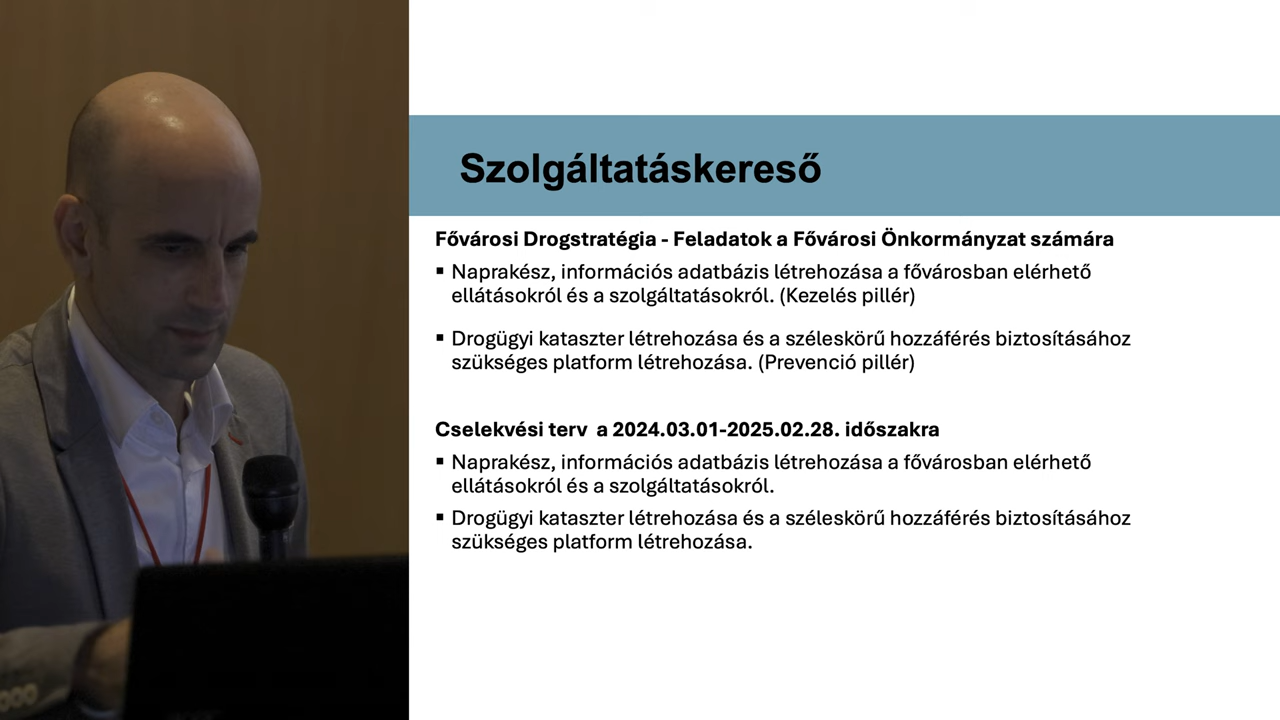 Szolgáltatáskereső
Fővárosi Drogstratégia - Feladatok a Fővárosi Önkormányzat számára
▪ Naprakész, információs adatbázis létrehozása a fővárosban elérhető
ellátásokról és a szolgáltatásokról. (Kezelés pillér)
▪ Drogügyi kataszter létrehozása és a széleskörű hozzáférés biztosításához
szükséges platform létrehozása. (Prevenció pillér)
Cselekvési terv  a 2024.03.01-2025.02.28. időszakra
▪ Naprakész, információs adatbázis létrehozása a fővárosban elérhető
ellátásokról és a szolgáltatásokról.
▪ Drogügyi kataszter létrehozása és a széleskörű hozzáférés biztosításához
szükséges platform létrehozása.